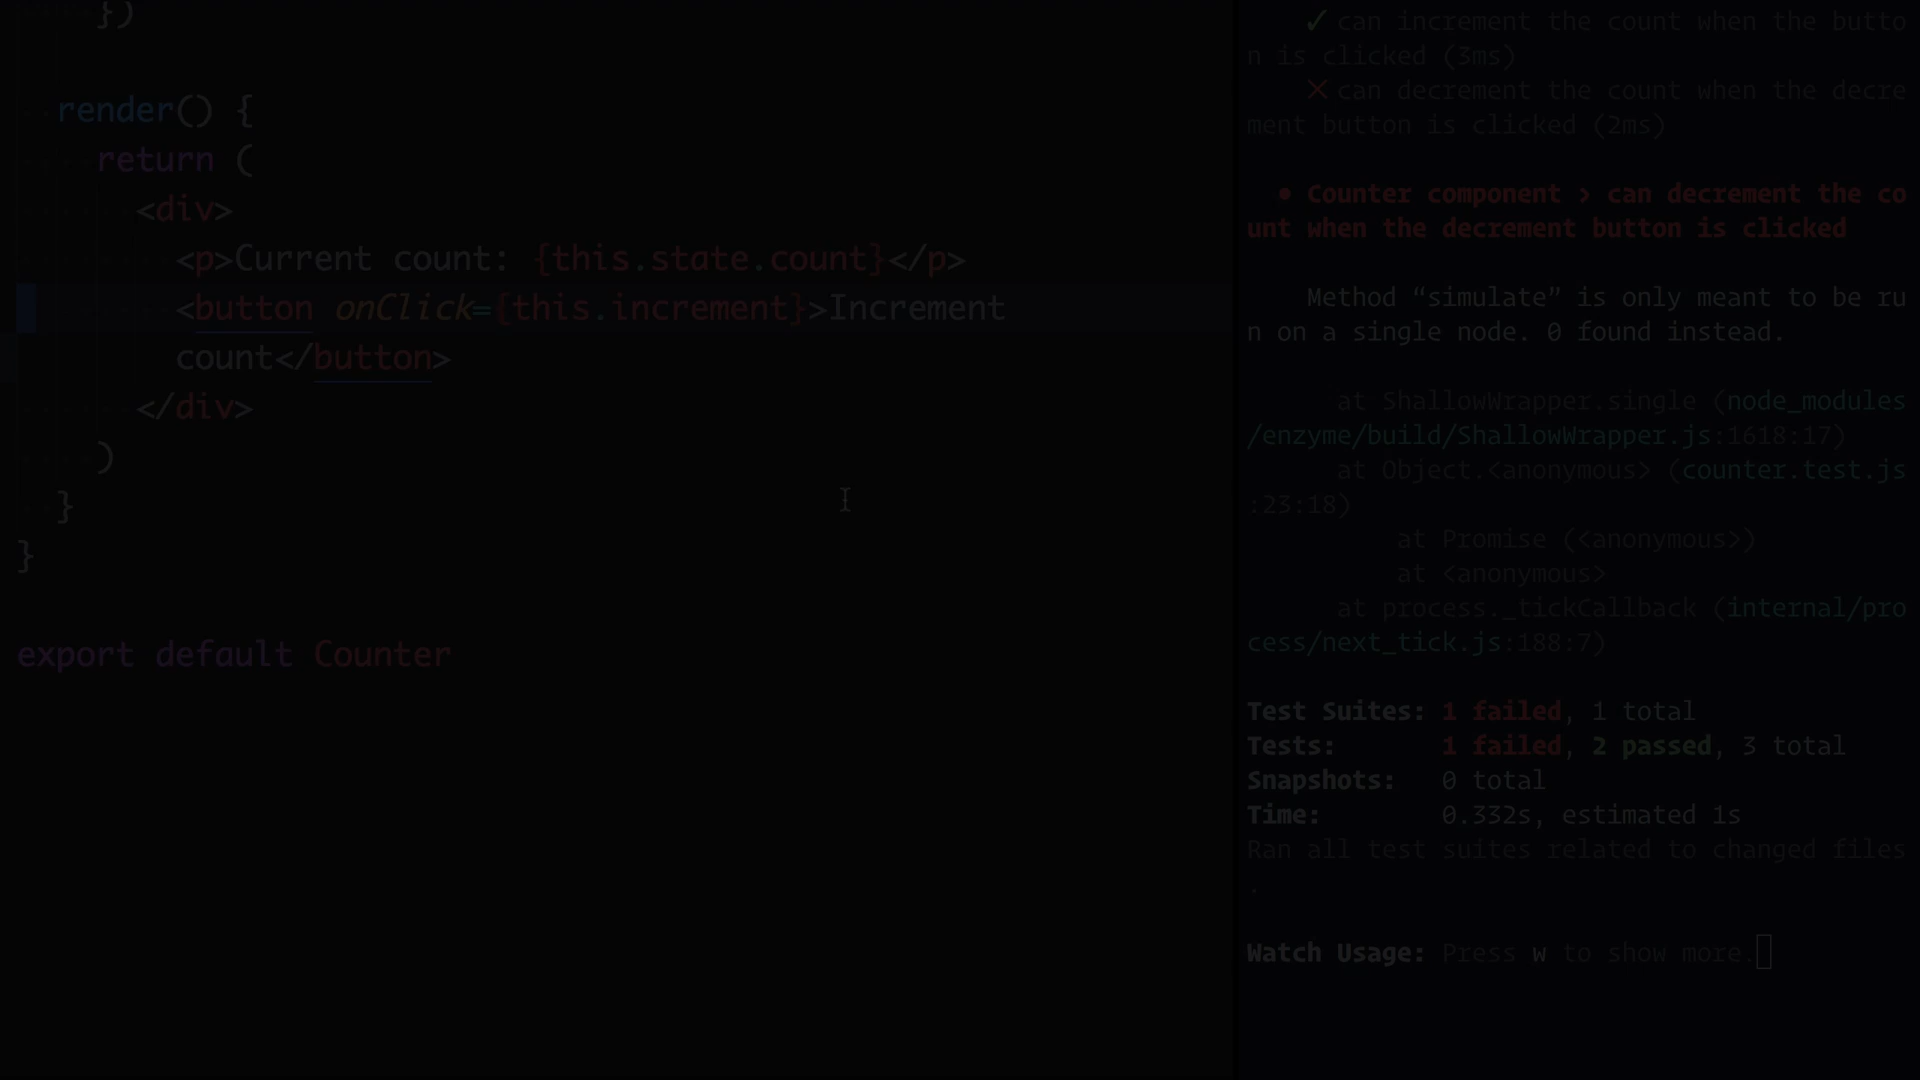 })
render() {
return (
<div>
<p>Current count: {this.state.count}</p>
<button onClick={this.increment}>Increment
count</button>
</div>
)
}
}
export default Counter
✓ can increment the count when the butto
n is clicked (3ms)
✕ can decrement the count when the decre
ment button is clicked (2ms)
• Counter component › can decrement the co
unt when the decrement button is clicked
Method “simulate” is only meant to be ru
n on a single node. 0 found instead.
at ShallowWrapper.single (node_modules
/enzyme/build/ShallowWrapper.js:1618:17)
at Object.<anonymous> (counter.test.js
:23:18)
at Promise (<anonymous>)
at <anonymous>
at process._tickCallback (internal/pro
cess/next_tick.js:188:7)
Test Suites: 1 failed, 1 total
Tests: 1 failed, 2 passed, 3 total
Snapshots: 0 total
Time: 0.332s, estimated 1s
Ran all test suites related to changed files
.
Watch Usage: Press w to show more.